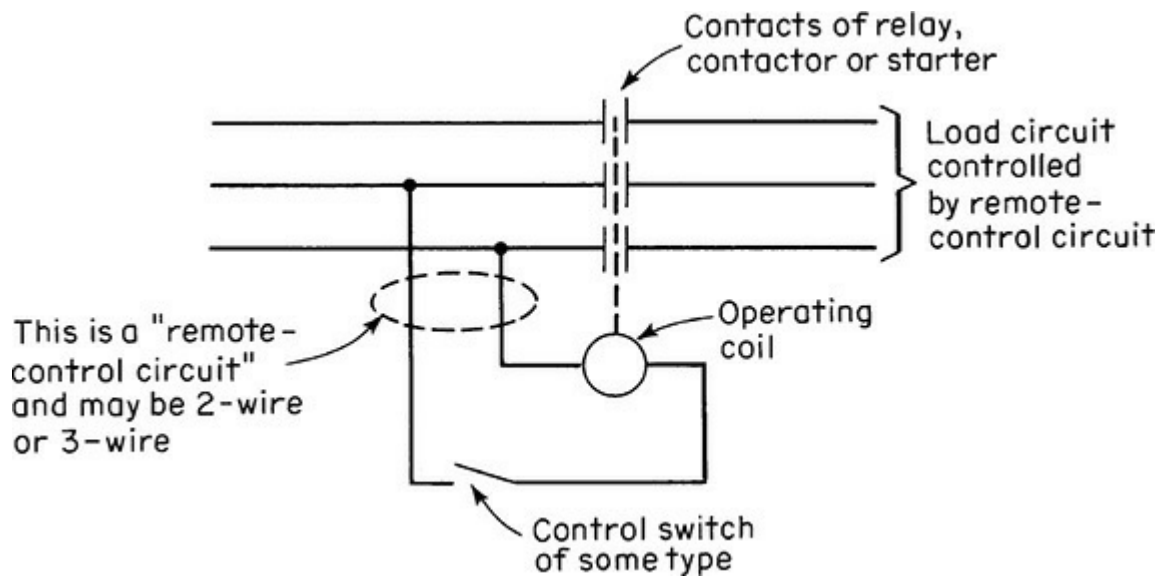 Contacts of relay,
contactor or starter
Load circuit
controlled
by remote-
control circuit
Operating
coil
This is a "remote-
control circuit"
and may be 2-wire
or 3-wire
Control switch
of some type